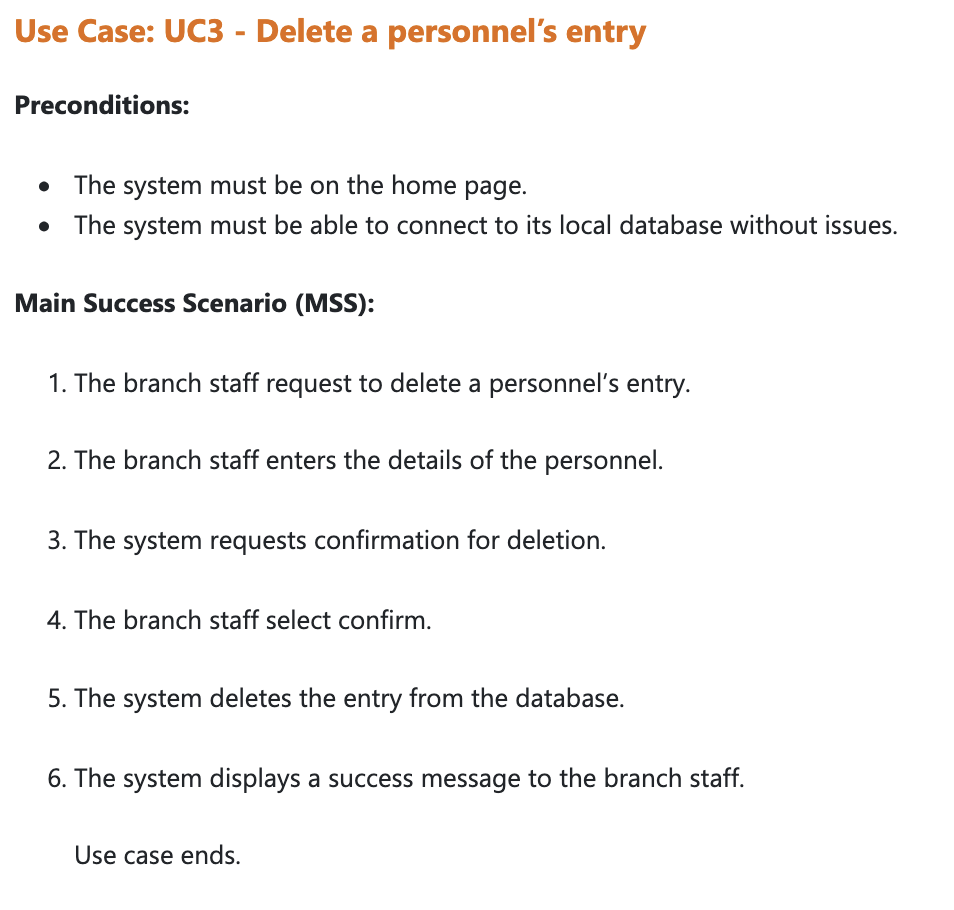 Use Case: UC3 - Delete a personnel’s entry
Preconditions:
• The system must be on the home page.
• The system must be able to connect to its local database without issues.
Main Success Scenario (MSS):
1. The branch staff request to delete a personnel’s entry.
2. The branch staff enters the details of the personnel.
3. The system requests confirmation for deletion.
4. The branch staff select confirm.
5. The system deletes the entry from the database.
6. The system displays a success message to the branch staff.
Use case ends.